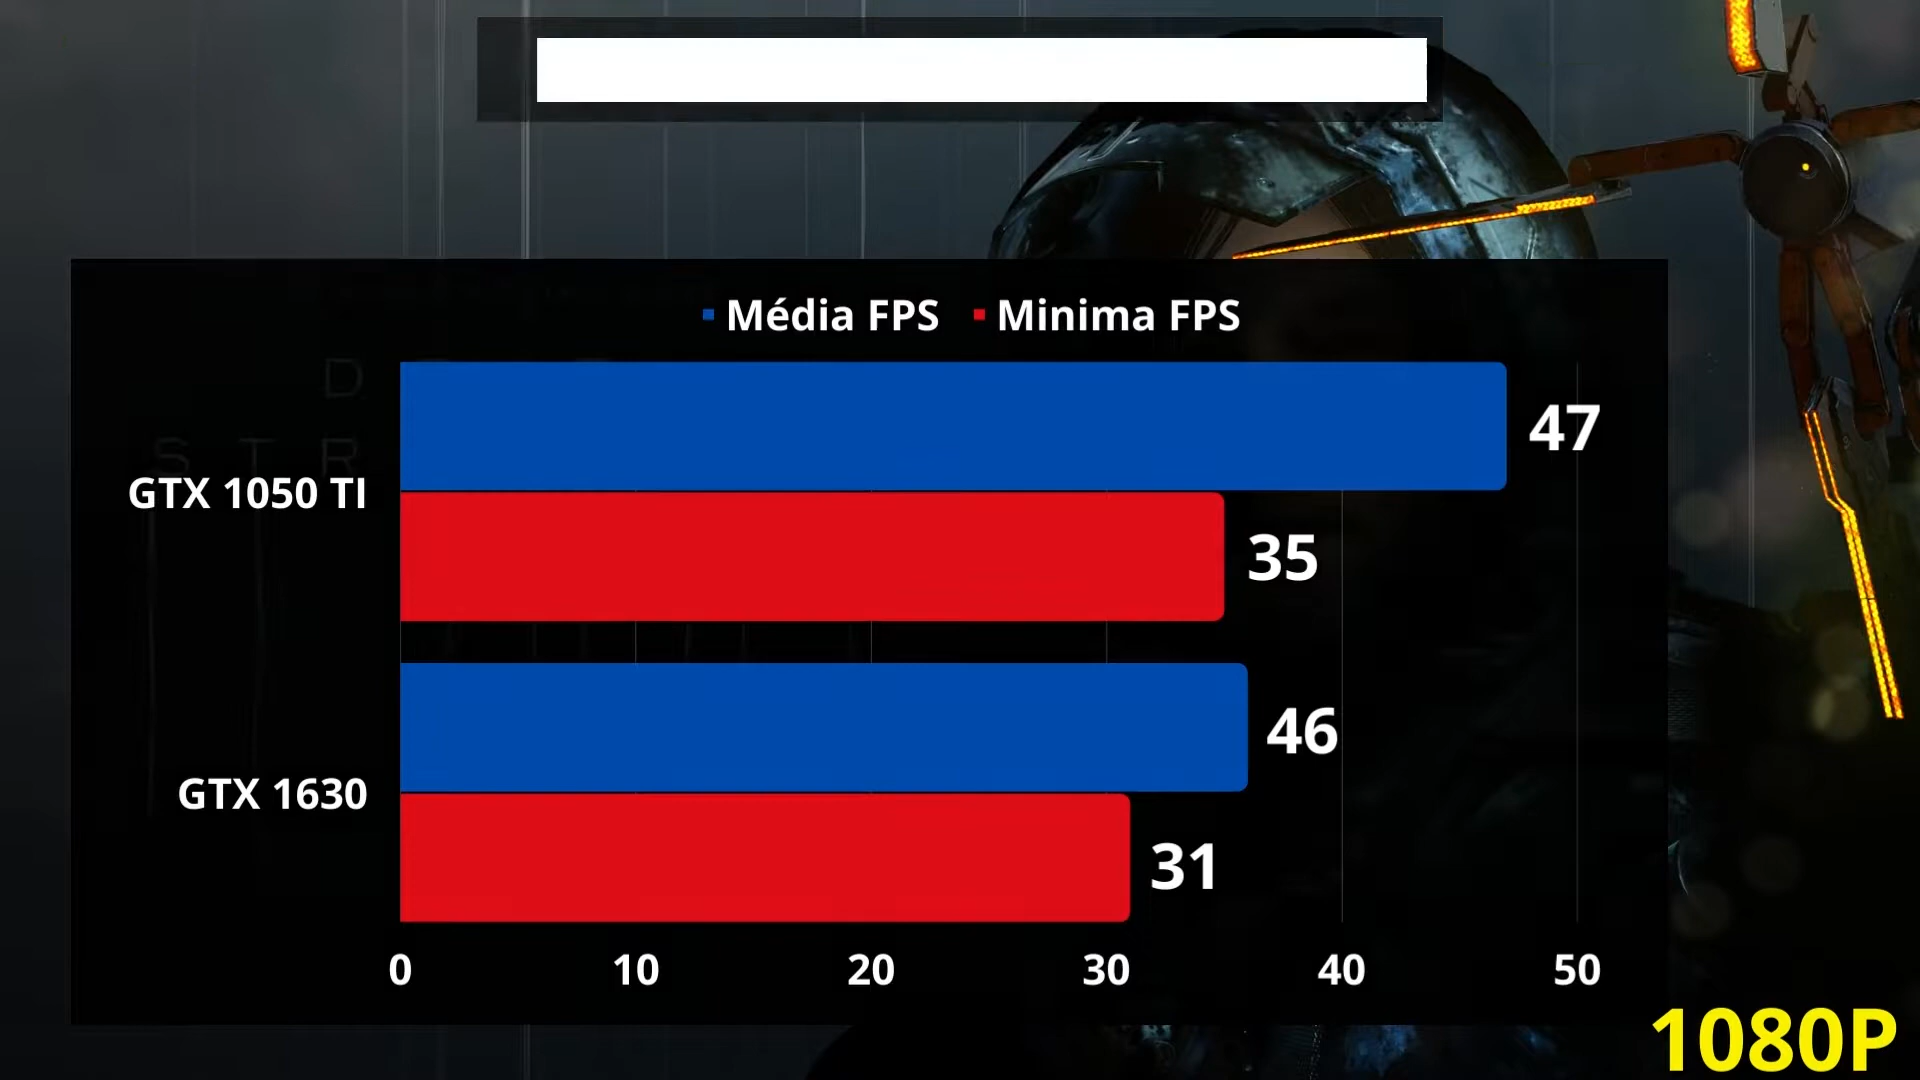 Média FPS Minima FPS
D
S T R
47
GTX 1050 TI
35
46
GTX 1630
31
0 10 20 30 40 50
1080P